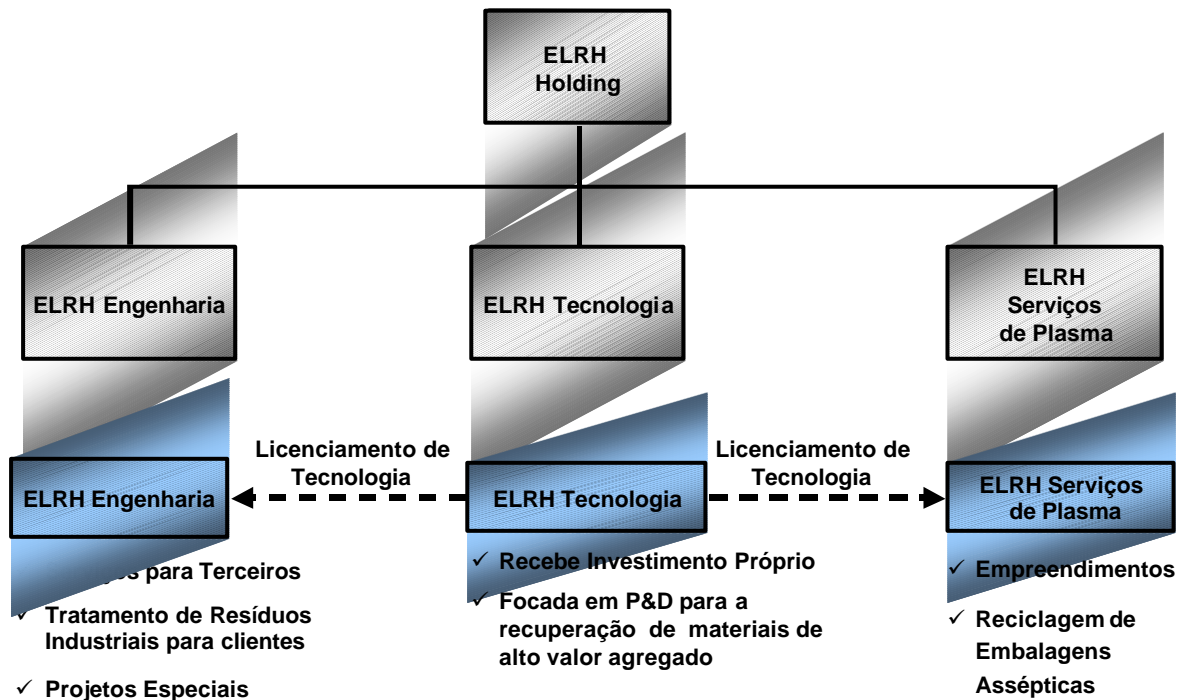 ELRH
Holding
ELRH Engenharia
ELRH Tecnologia
ELRH
Serviços
de Plasma
Licenciamento de
Tecnologia
Licenciamento de
Tecnologia
ELRH Engenharia
ELRH Tecnologia
ELRH Serviços
de Plasma
para Terceiros
✓ Tratamento de Resíduos
Industriais para clientes
✓ Projetos Especiais
✓ Recebe Investimento Próprio
✓ Focada em P&D para a
recuperação de materiais de
alto valor agregado
✓ Empreendimentos
✓ Reciclagem de
Embalagens
Assépticas